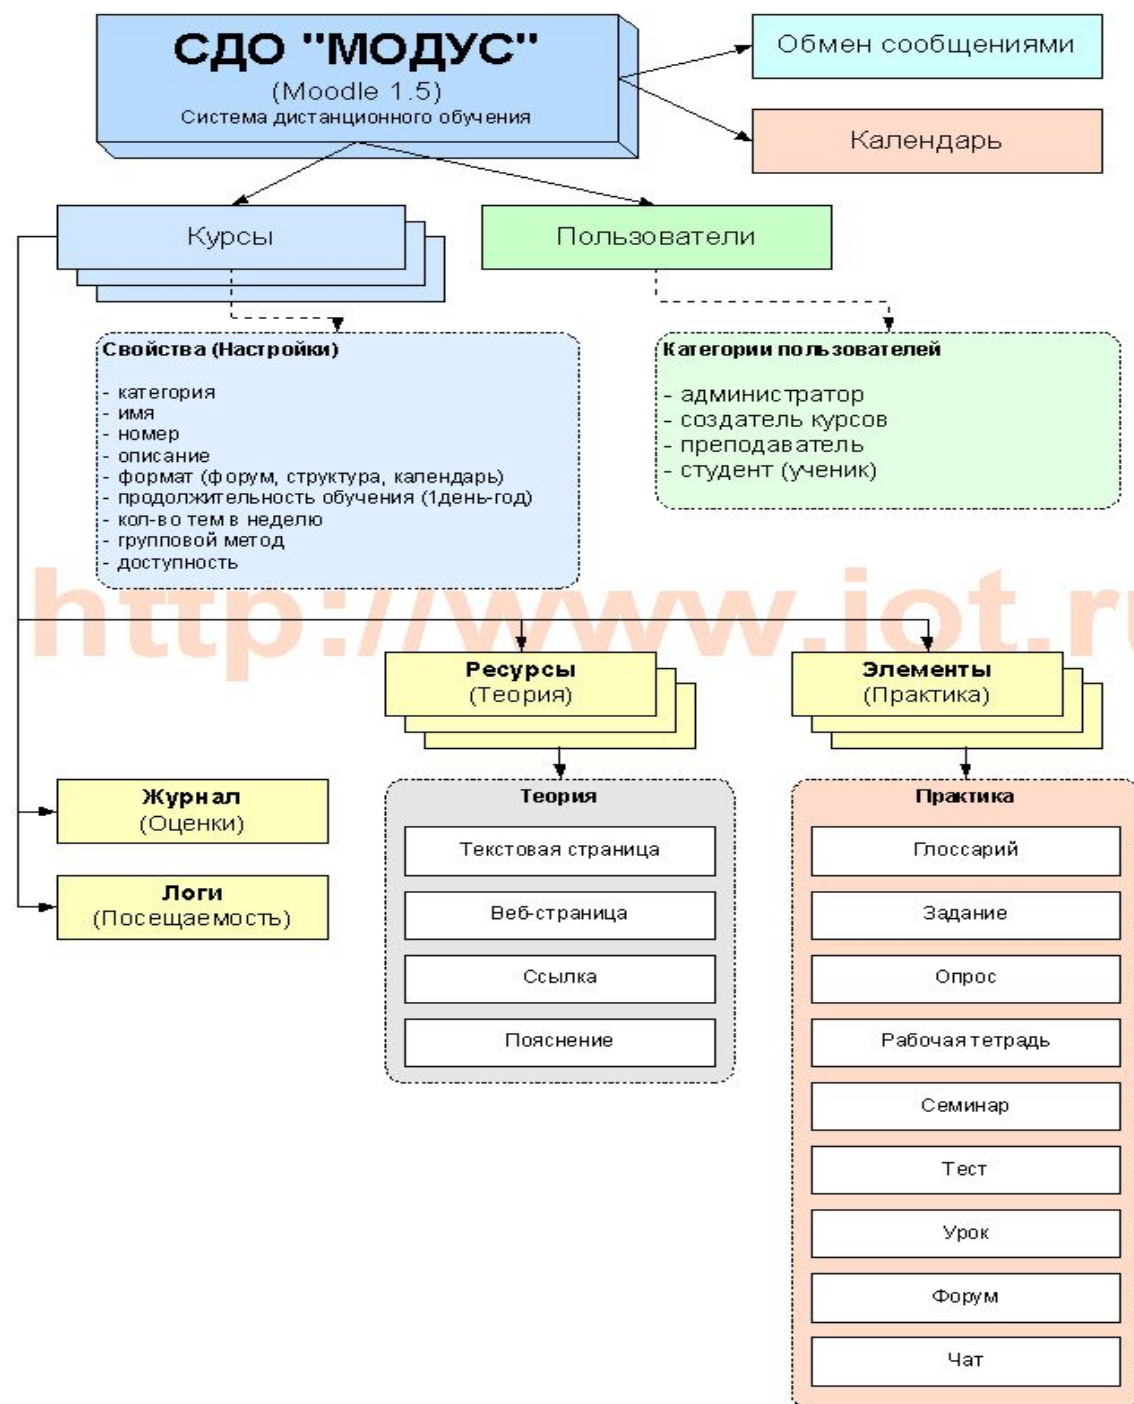 СДО "МОДУС"
(Moodle 1.5)
Система дистанционного обучения
Обмен сообщениями
Календарь
Курсы
Пользователи
Свойства (Настройки)
- категория
- имя
- номер
- описание
- формат (форум, структура, календарь)
- продолжительность обучения (1день-год)
- кол-во тем в неделю
- групповой метод
- доступность
Категории пользователей
- администратор
- создатель курсов
- преподаватель
- студент (ученик)
http://www.iot.ru
Ресурсы
(Теория)
Элементы
(Практика)
Журнал
(Оценки)
Логи
(Посещаемость)
Теория
Текстовая страница
Веб-страница
Ссылка
Пояснение
Практика
Глоссарий
Задание
Опрос
Рабочая тетрадь
Семинар
Тест
Урок
Форум
Чат